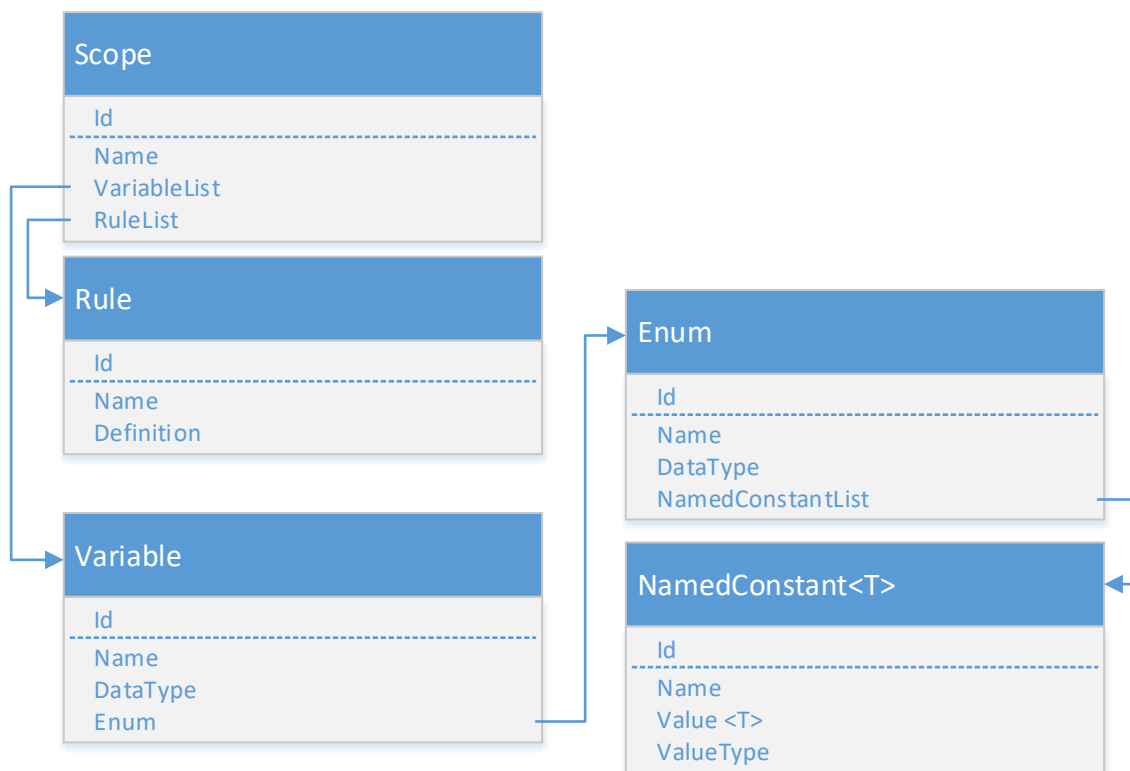 Scope
Id
Name
VariableList
RuleList
Rule
Id
Name
Definition
Variable
Id
Name
DataType
Enum
Enum
Id
Name
DataType
NamedConstantList
NamedConstant<T>
Id
Name
Value <T>
ValueType